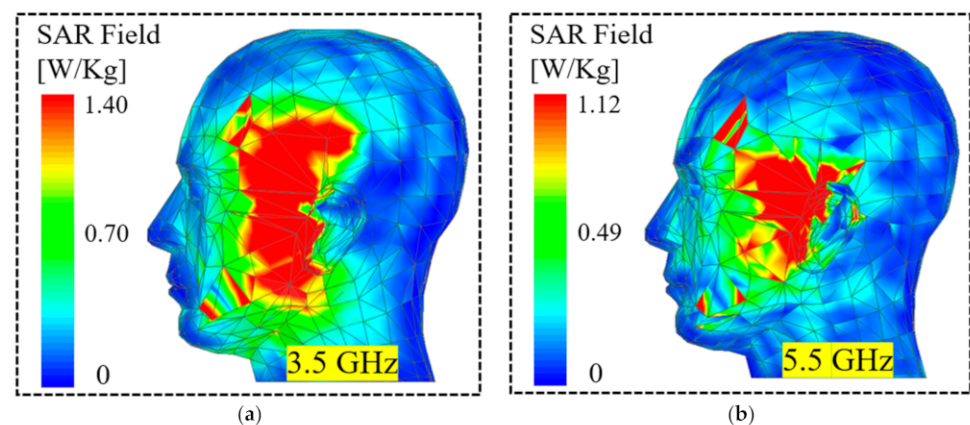 SAR Field
[W/Kg]
1.40
0.70
0
3.5 GHz
(a)
SAR Field
[W/Kg]
1.12
0.49
0
5.5 GHz
(b)